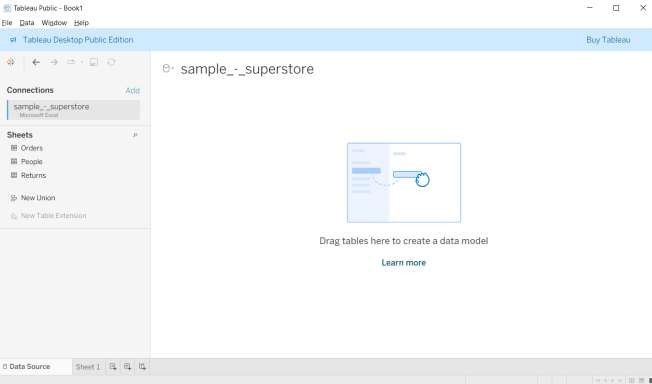 Tableau Public - Book1
File Data Window Help
Tableau Desktop Public Edition
Buy Tableau
Connections
Add
sample_-_superstore
Microsoft Excel
sample_-_superstore
Sheets
Orders
People
Returns
New Union
New Table Extension
Drag tables here to create a data model
Learn more
Data Source
Sheet 1